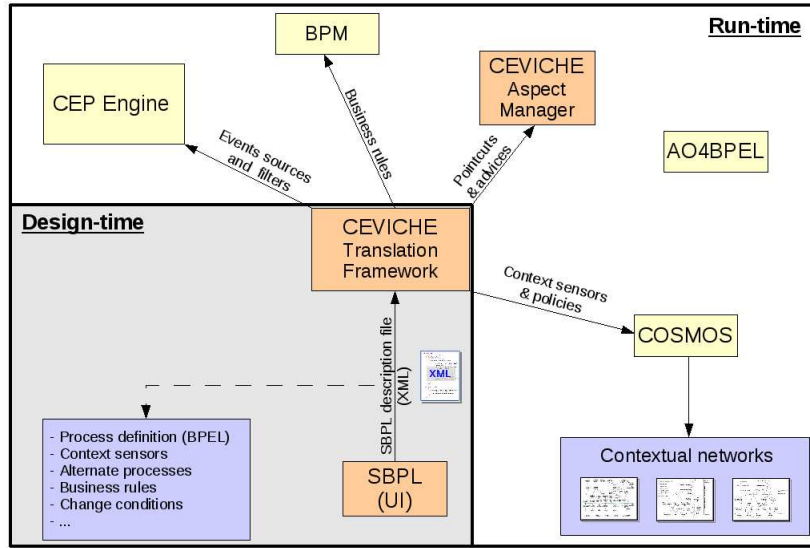 BPM
Run-time
CEP Engine
CEVICHE
Aspect
Manager
AO4BPEL
Events sources
and filters
Business rules
Pointcuts
& advices
Design-time
CEVICHE
Translation
Framework
Context sensors
& policies
COSMOS
SBPL description file
(XML)
XML
- Process definition (BPEL)
- Context sensors
- Alternate processes
- Business rules
- Change conditions
- ...
SBPL
(UI)
Contextual networks